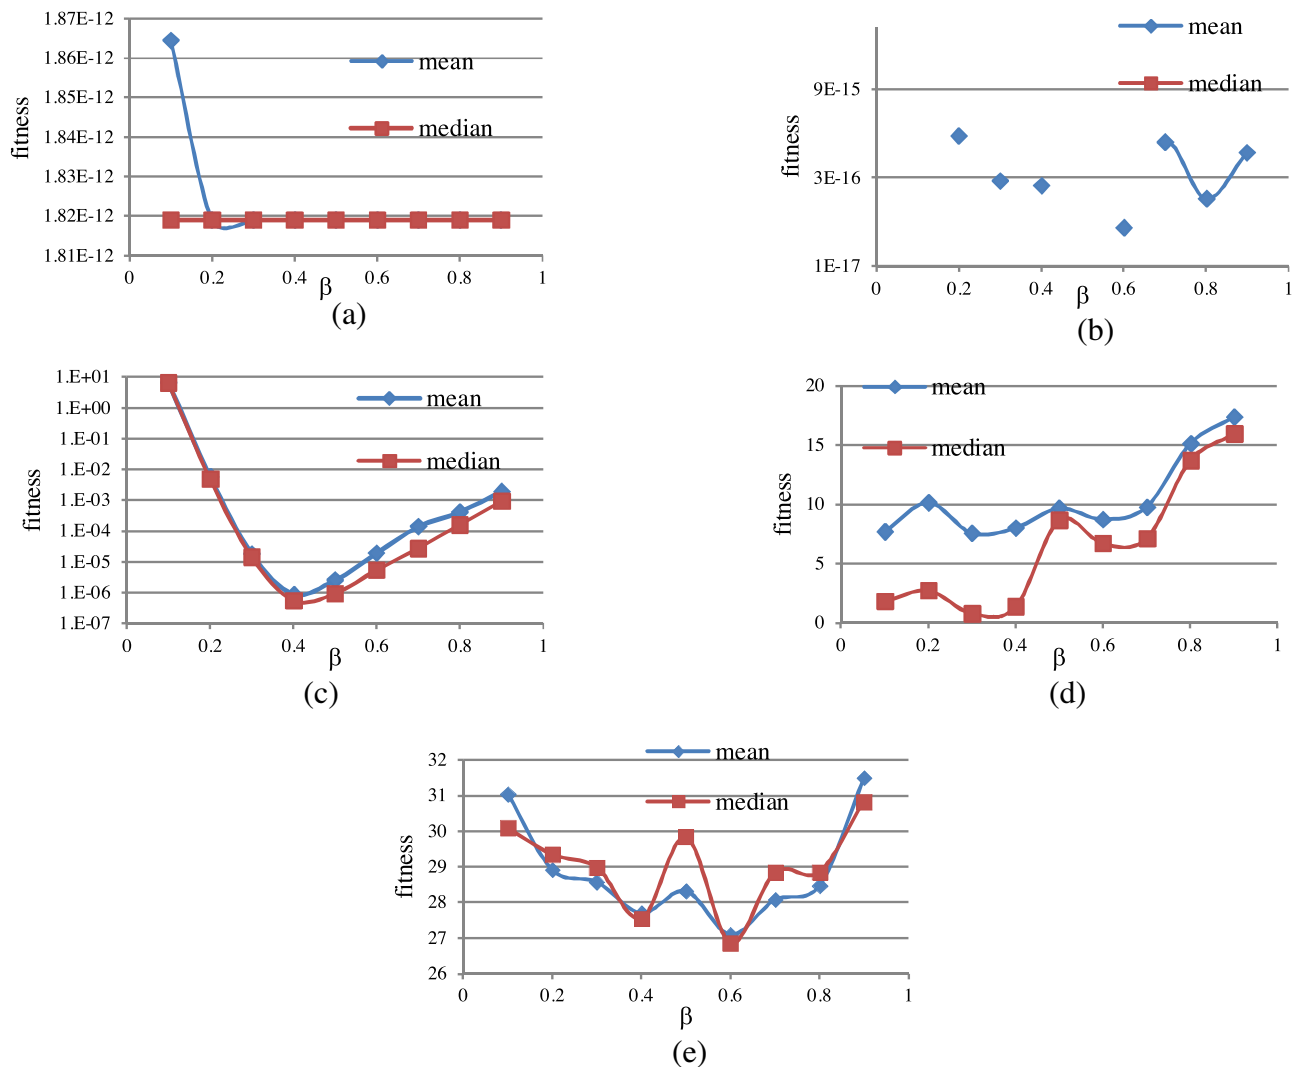 1.87E-12
1.86E-12
1.85E-12
1.84E-12
1.83E-12
1.82E-12
1.81E-12
fitness
mean
median
0 0.2 0.4 0.6 0.8 1
β
(a)
9E-15
3E-16
1E-17
fitness
mean
median
0 0.2 0.4 0.6 0.8 1
β
(b)
1.E+01
1.E+00
1.E-01
1.E-02
1.E-03
1.E-04
1.E-05
1.E-06
1.E-07
fitness
mean
median
0 0.2 0.4 0.6 0.8 1
β
(c)
20
15
10
5
0
fitness
mean
median
0 0.2 0.4 0.6 0.8 1
β
(d)
32
31
30
29
28
27
26
fitness
mean
median
0 0.2 0.4 0.6 0.8 1
β
(e)